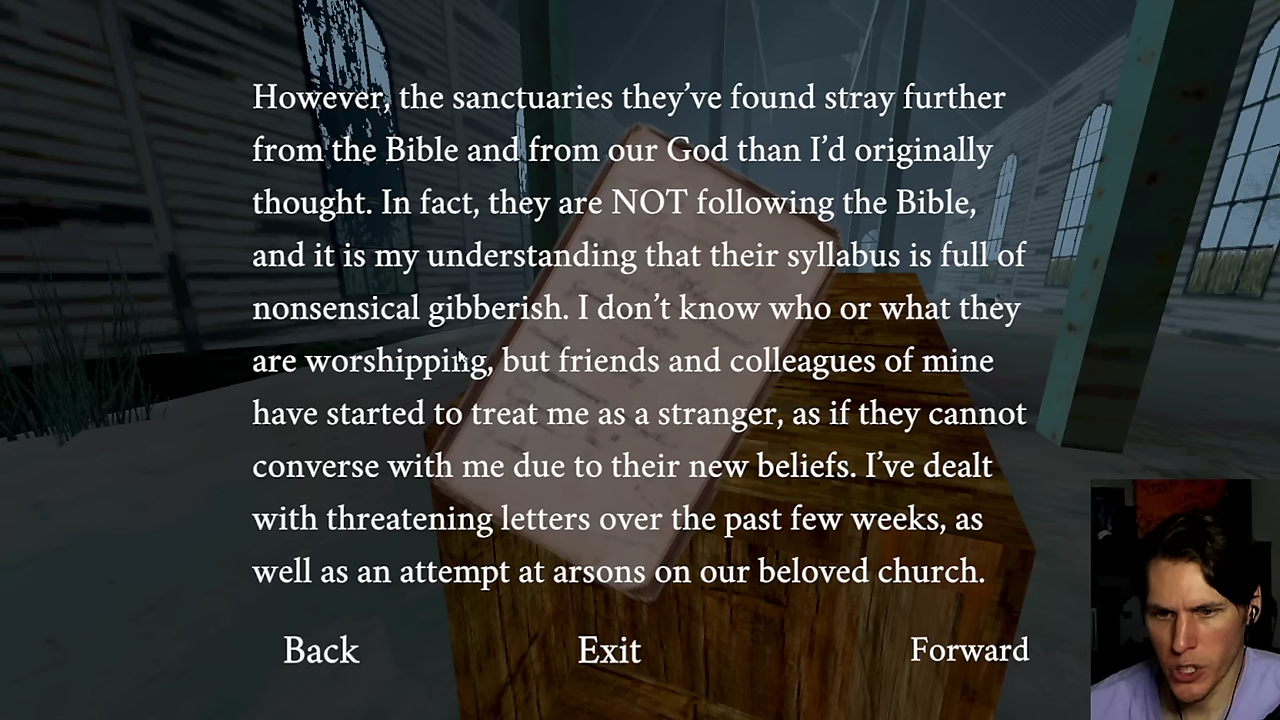 However, the sanctuaries they've found stray further
from the Bible and from our God than I'd originally
thought. In fact, they are NOT following the Bible,
and it is my understanding that their syllabus is full of
nonsensical gibberish. I don't know who or what they
are worshipping, but friends and colleagues of mine
have started to treat me as a stranger, as if they cannot
converse with me due to their new beliefs. I've dealt
with threatening letters over the past few weeks, as
well as an attempt at arsons on our beloved church.
Back Exit Forward